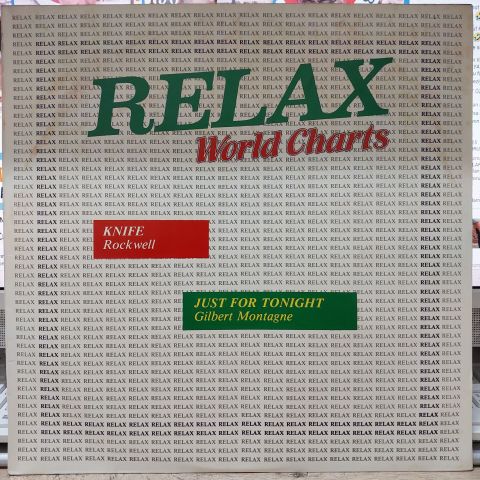 RELAX
World Charts
KNIFE
Rockwell
JUST FOR TONIGHT
Gilbert Montagne